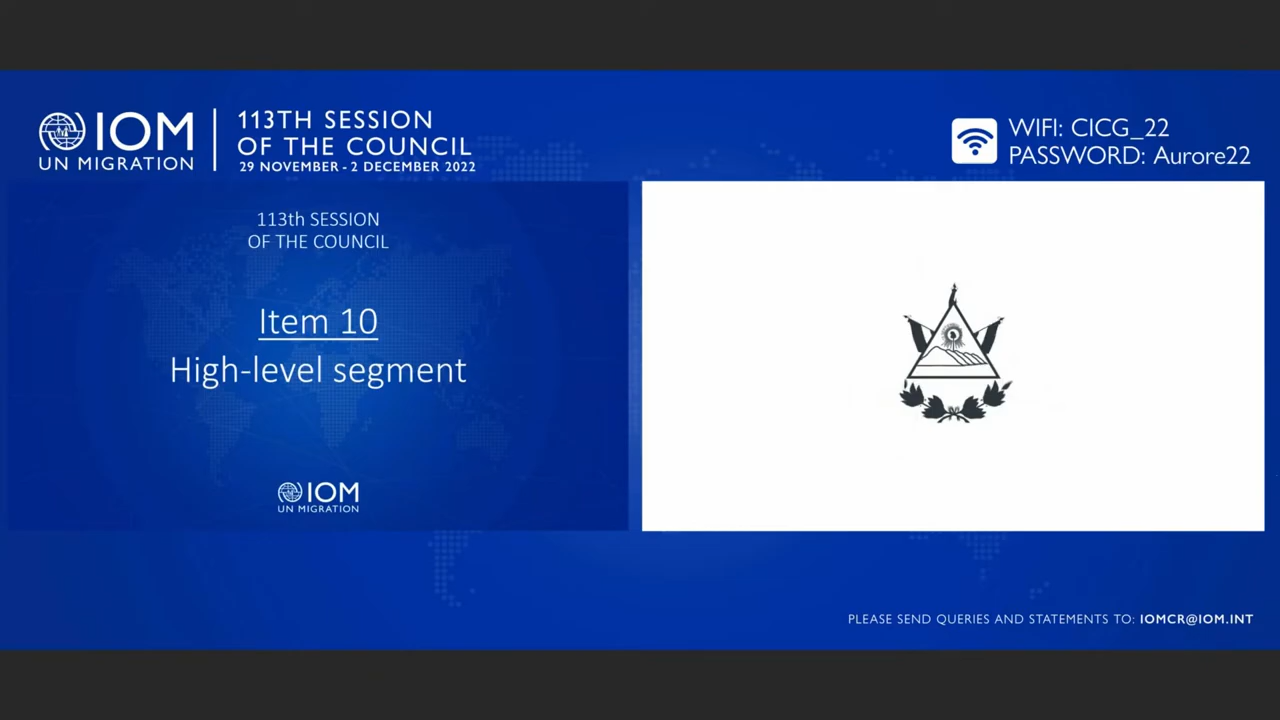 IOM
UN MIGRATION
113TH SESSION
OF THE COUNCIL
29 NOVEMBER - 2 DECEMBER 2022
WIFI: CICG_22
PASSWORD: Aurore22
113th SESSION
OF THE COUNCIL
Item 10
High-level segment
IOM
UN MIGRATION
PLEASE SEND QUERIES AND STATEMENTS TO: IOMCR@IOM.INT